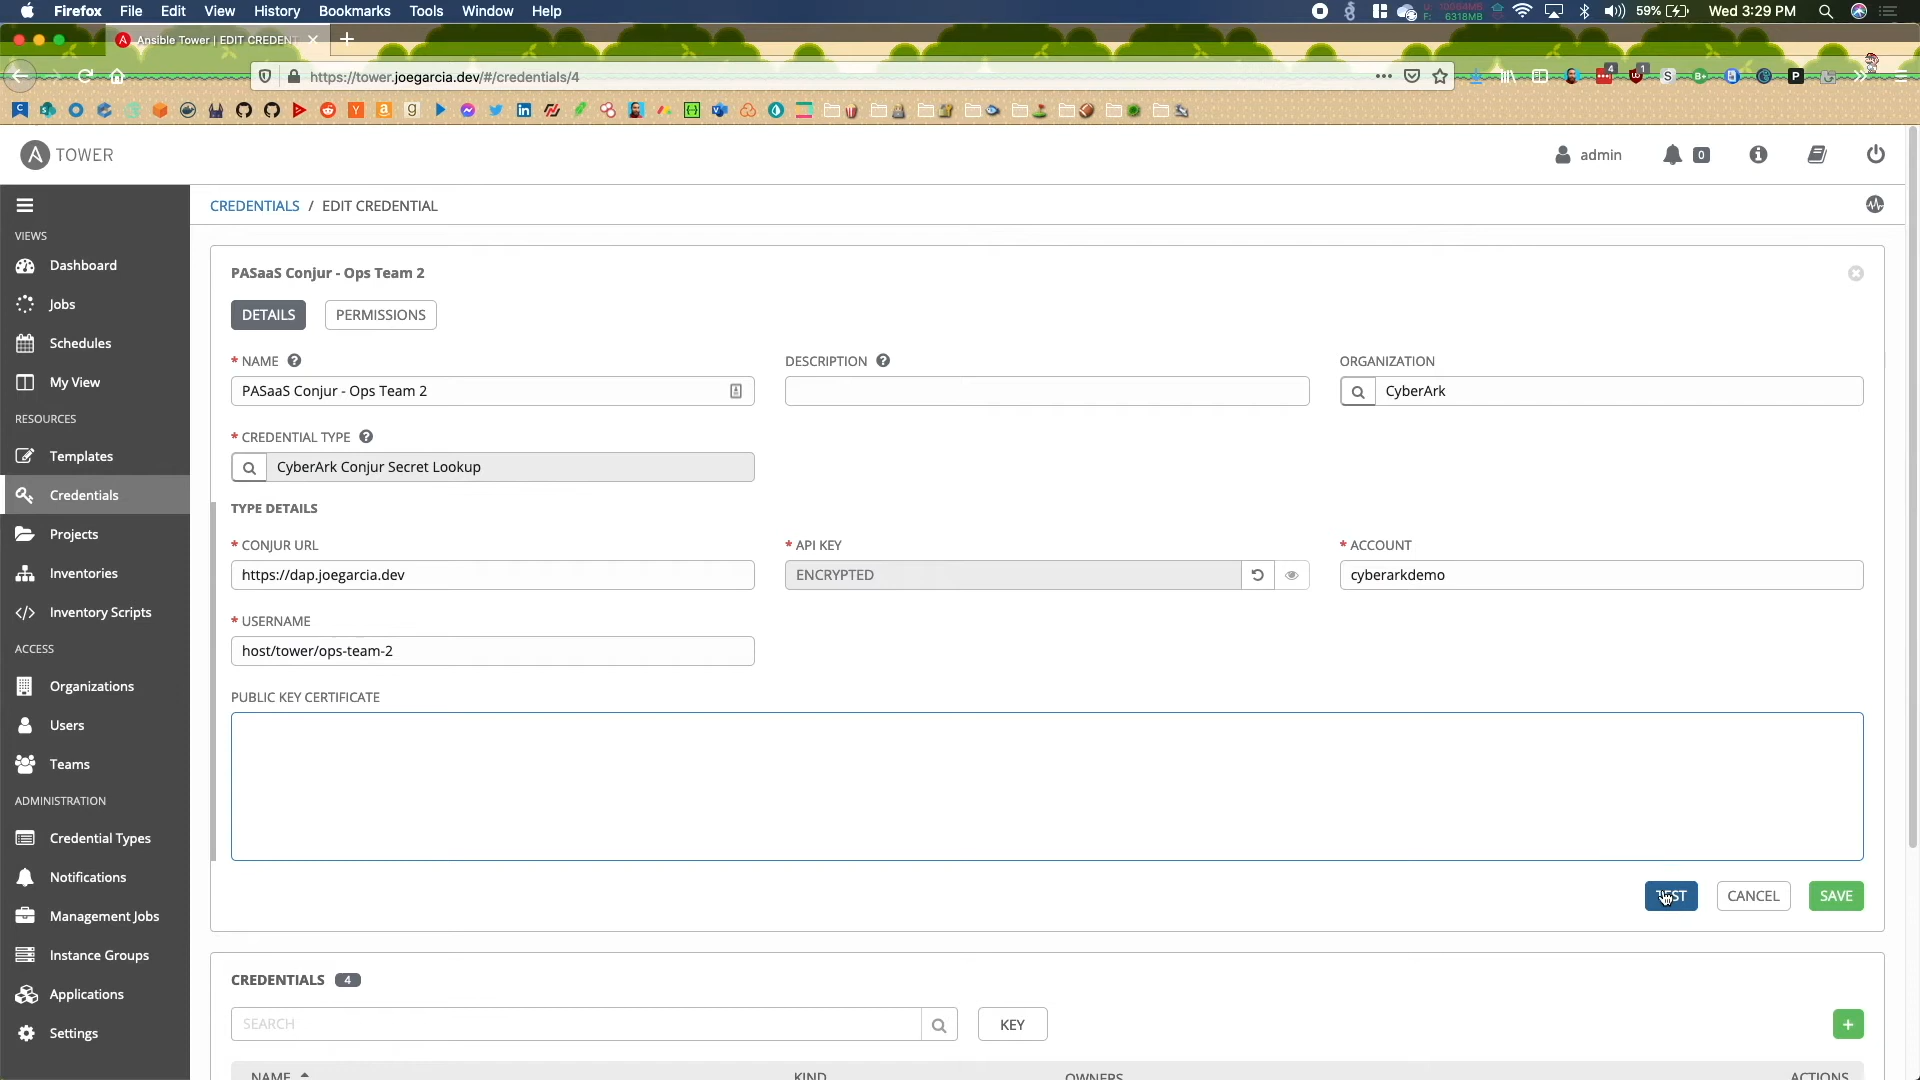 Firefox File Edit View History Bookmarks Tools Window Help
59% Wed 3:29 PM
U: 10064MB
F: 6318MB
Ansible Tower | EDIT CREDENT
https://tower.joegarcia.dev/#/credentials/4
TOWER
admin
0
CREDENTIALS / EDIT CREDENTIAL
VIEWS
Dashboard
Jobs
Schedules
My View
RESOURCES
Templates
Credentials
Projects
Inventories
Inventory Scripts
ACCESS
Organizations
Users
Teams
ADMINISTRATION
Credential Types
Notifications
Management Jobs
Instance Groups
Applications
Settings
PASaaS Conjur - Ops Team 2
DETAILS PERMISSIONS
* NAME
DESCRIPTION
ORGANIZATION
PASaaS Conjur - Ops Team 2
CyberArk
* CREDENTIAL TYPE
CyberArk Conjur Secret Lookup
TYPE DETAILS
* CONJUR URL
* API KEY
* ACCOUNT
https://dap.joegarcia.dev
ENCRYPTED
cyberarkdemo
* USERNAME
host/tower/ops-team-2
PUBLIC KEY CERTIFICATE
TEST CANCEL SAVE
CREDENTIALS 4
SEARCH
KEY
+
NAME KIND OWNERS ACTIONS